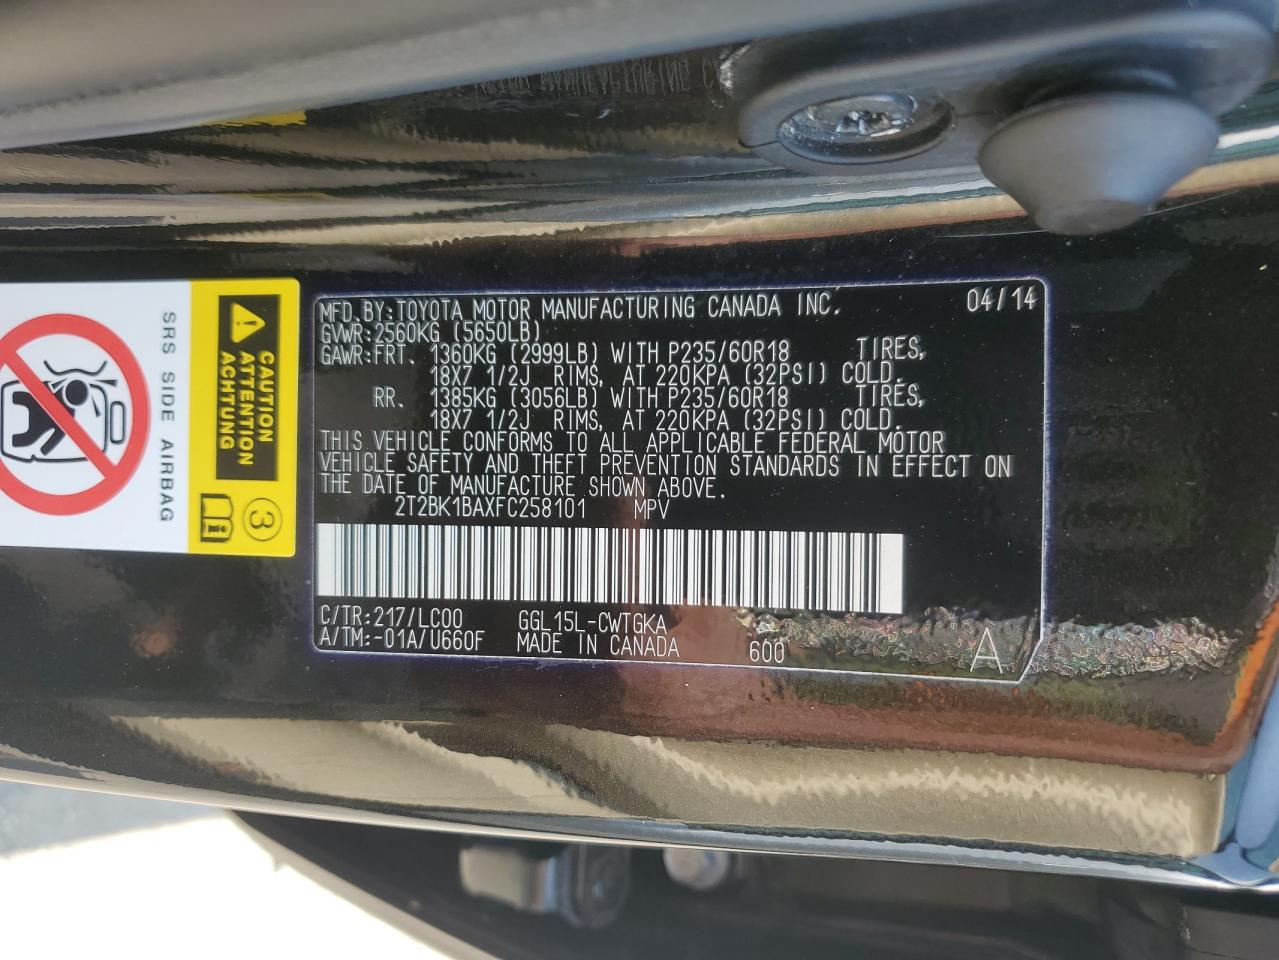 MFD.BY:TOYOTA MOTOR MANUFACTURING CANADA INC. 04/14
GVWR:2560KG (5650LB)
GAWR:FRT. 1360KG (2999LB) WITH P235/60R18 TIRES,
18X7 1/2J RIMS, AT 220KPA (32PSI) COLD.
RR. 1385KG (3056LB) WITH P235/60R18 TIRES,
18X7 1/2J RIMS, AT 220KPA (32PSI) COLD.
THIS VEHICLE CONFORMS TO ALL APPLICABLE FEDERAL MOTOR
VEHICLE SAFETY AND THEFT PREVENTION STANDARDS IN EFFECT ON
THE DATE OF MANUFACTURE SHOWN ABOVE.
2T2BK1BAXFC258101 MPV
C/TR:217/LC00 GGL15L-CWTGKA
A/TM:-01A/U660F MADE IN CANADA 600 A
CAUTION
ATTENTION
ACHTUNG
3
i
SRS SIDE AIRBAG